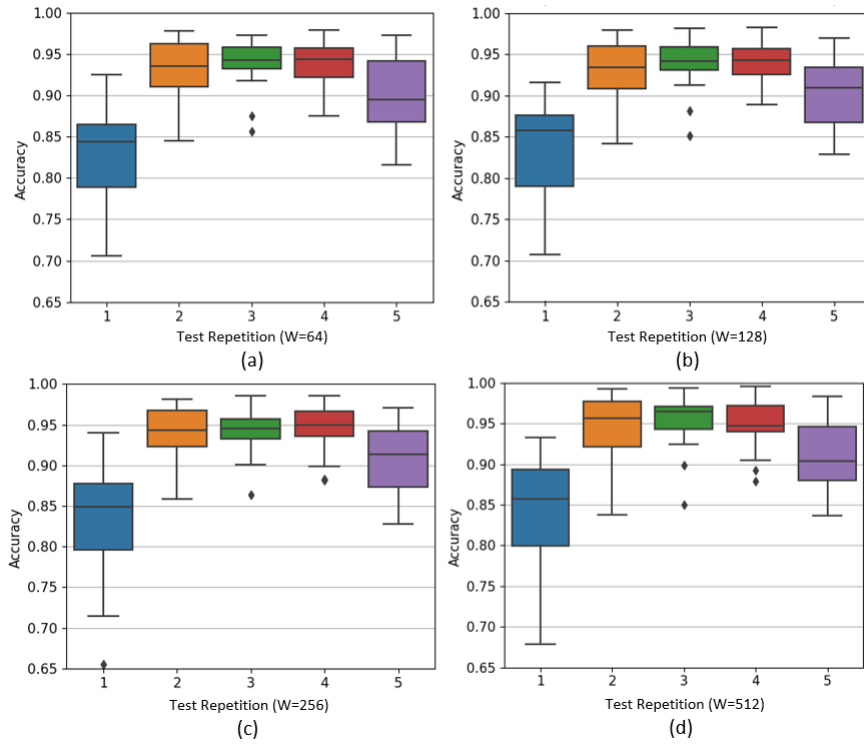 1.00
0.95
0.90
0.85
0.80
0.75
0.70
0.65
Accuracy
1 2 3 4 5
Test Repetition (W=64)
(a)
1.00
0.95
0.90
0.85
0.80
0.75
0.70
0.65
Accuracy
1 2 3 4 5
Test Repetition (W=128)
(b)
1.00
0.95
0.90
0.85
0.80
0.75
0.70
0.65
Accuracy
1 2 3 4 5
Test Repetition (W=256)
(c)
1.00
0.95
0.90
0.85
0.80
0.75
0.70
0.65
Accuracy
1 2 3 4 5
Test Repetition (W=512)
(d)